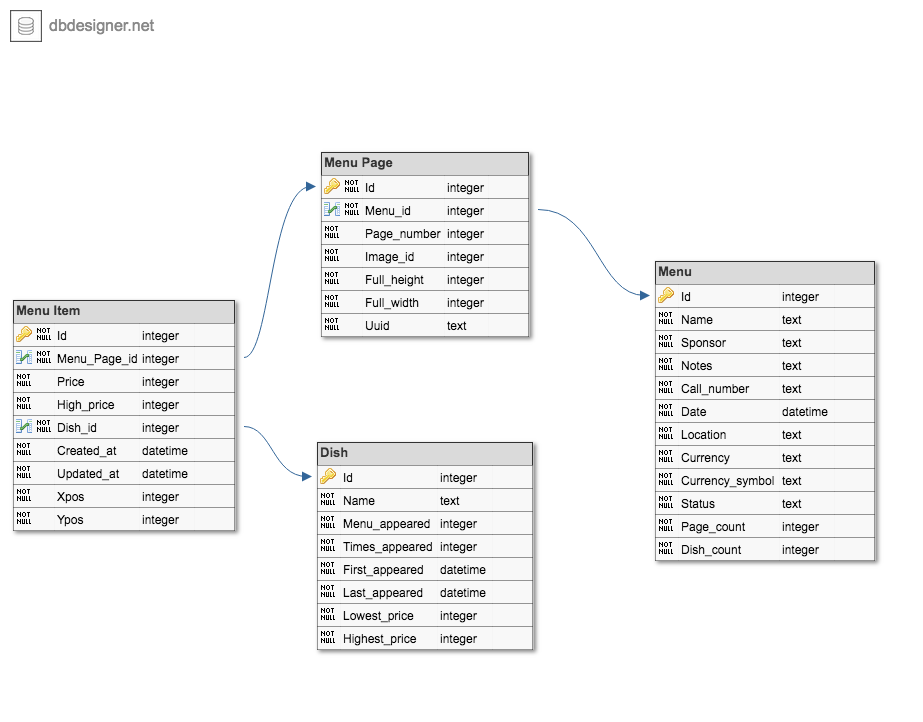 dbdesigner.net
Menu Page
NOT NULL Id integer
NOT NULL Menu_id integer
NOT NULL Page_number integer
NOT NULL Image_id integer
NOT NULL Full_height integer
NOT NULL Full_width integer
NOT NULL Uuid text
Menu
Id integer
NOT NULL Name text
NOT NULL Sponsor text
NOT NULL Notes text
NOT NULL Call_number text
NOT NULL Date datetime
NOT NULL Location text
NOT NULL Currency text
NOT NULL Currency_symbol text
NOT NULL Status text
NOT NULL Page_count integer
NOT NULL Dish_count integer
Menu Item
NOT NULL Id integer
NOT NULL Menu_Page_id integer
NOT NULL Price integer
NOT NULL High_price integer
NOT NULL Dish_id integer
NOT NULL Created_at datetime
NOT NULL Updated_at datetime
NOT NULL Xpos integer
NOT NULL Ypos integer
Dish
Id integer
NOT NULL Name text
NOT NULL Menu_appeared integer
NOT NULL Times_appeared integer
NOT NULL First_appeared datetime
NOT NULL Last_appeared datetime
NOT NULL Lowest_price integer
NOT NULL Highest_price integer